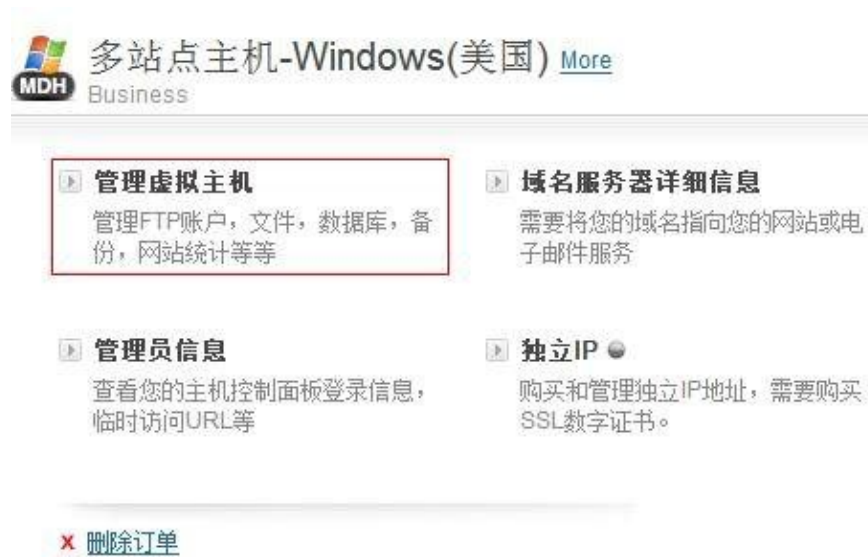 多站点主机-Windows(美国) More
MDH
Business
管理虚拟主机
管理FTP账户，文件，数据库，备
份，网站统计等等
域名服务器详细信息
需要将您的域名指向您的网站或电
子邮件服务
管理员信息
查看您的主机控制面板登录信息，
临时访问URL等
独立IP
购买和管理独立IP地址，需要购买
SSL数字证书。
x 删除订单